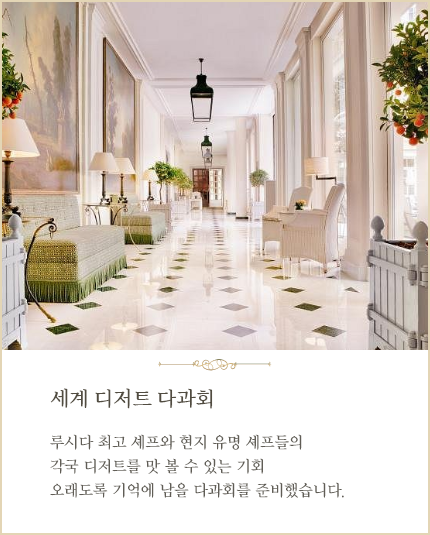 세계 디저트 다과회
루시다 최고 셰프와 현지 유명 셰프들의
각국 디저트를 맛 볼 수 있는 기회
오래도록 기억에 남을 다과회를 준비했습니다.